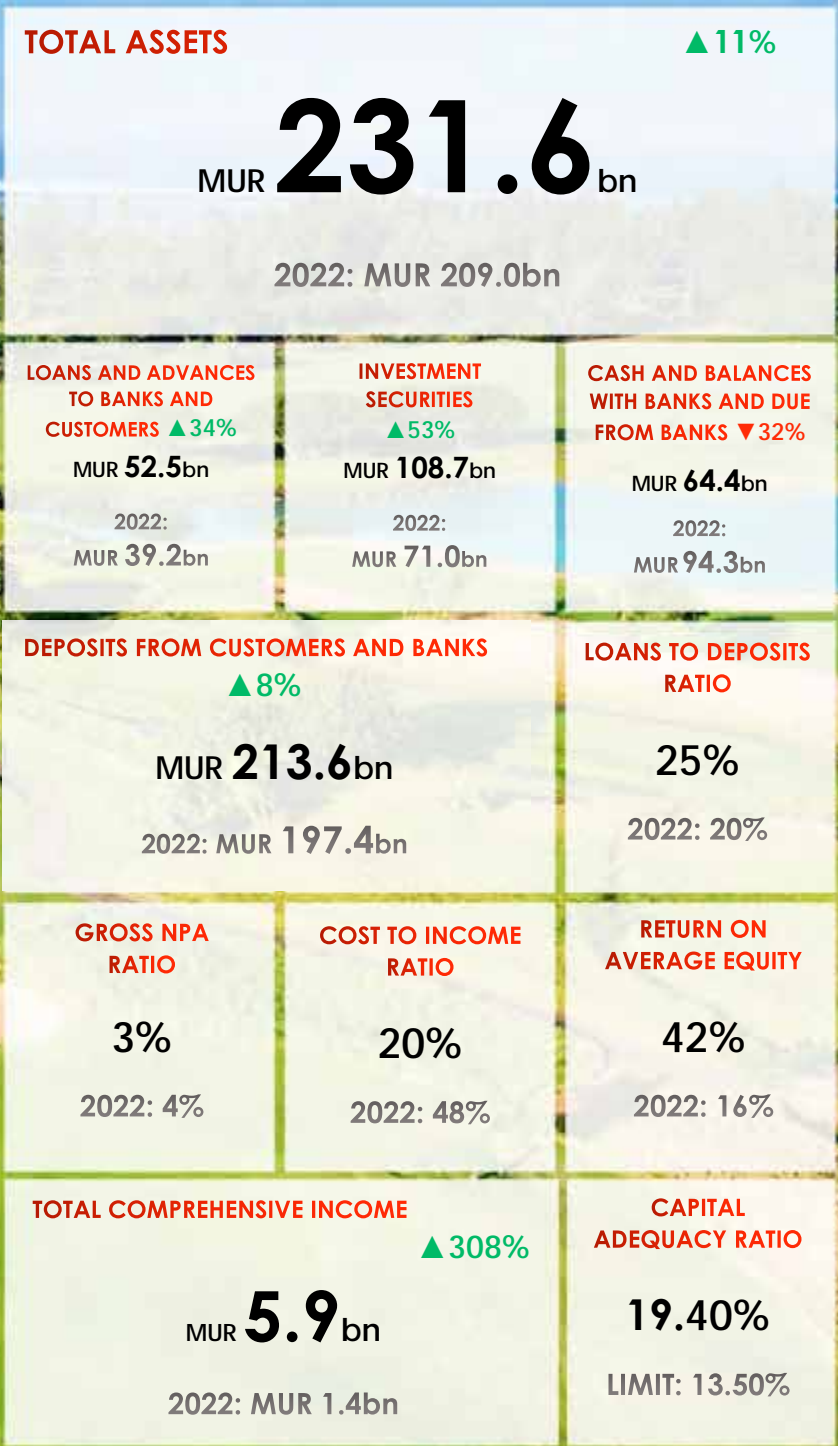 TOTAL ASSETS ▲11%
MUR 231.6bn
2022: MUR 209.0bn
LOANS AND ADVANCES
TO BANKS AND
CUSTOMERS ▲34%
MUR 52.5bn
2022:
MUR 39.2bn
INVESTMENT
SECURITIES
▲53%
MUR 108.7bn
2022:
MUR 71.0bn
CASH AND BALANCES
WITH BANKS AND DUE
FROM BANKS ▼32%
MUR 64.4bn
2022:
MUR 94.3bn
DEPOSITS FROM CUSTOMERS AND BANKS
▲8%
MUR 213.6bn
2022: MUR 197.4bn
LOANS TO DEPOSITS
RATIO
25%
2022: 20%
GROSS NPA
RATIO
3%
2022: 4%
COST TO INCOME
RATIO
20%
2022: 48%
RETURN ON
AVERAGE EQUITY
42%
2022: 16%
TOTAL COMPREHENSIVE INCOME
▲308%
MUR 5.9bn
2022: MUR 1.4bn
CAPITAL
ADEQUACY RATIO
19.40%
LIMIT: 13.50%